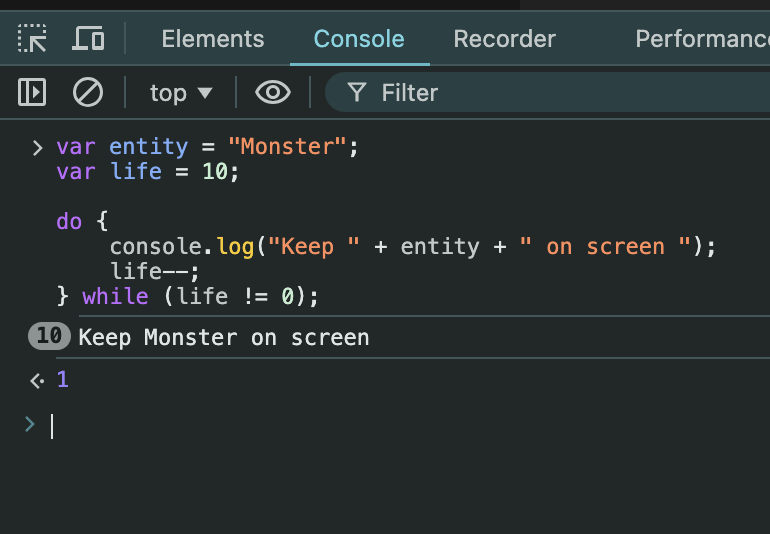 Elements Console Recorder Performanc
top Filter
var entity = "Monster";
var life = 10;
do {
    console.log("Keep " + entity + " on screen ");
    life--;
} while (life != 0);
10 Keep Monster on screen
1